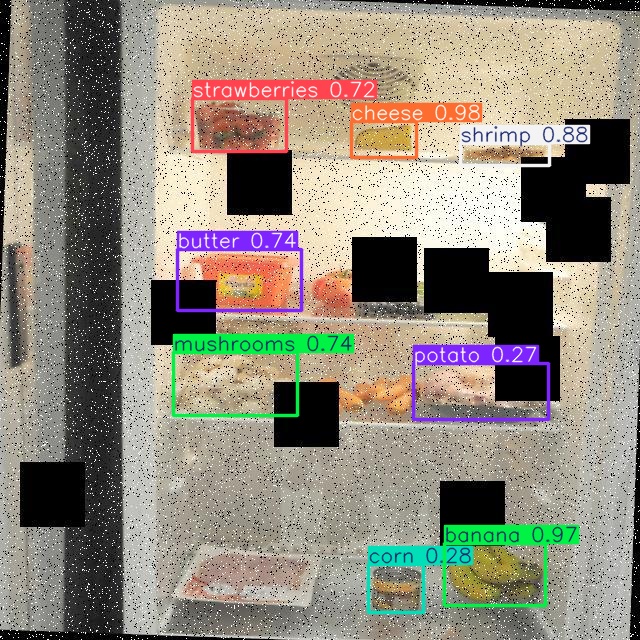 strawberries 0.72
cheese 0.98
shrimp 0.88
butter 0.74
mushrooms 0.74
potato 0.27
banana 0.97
corn 0.28